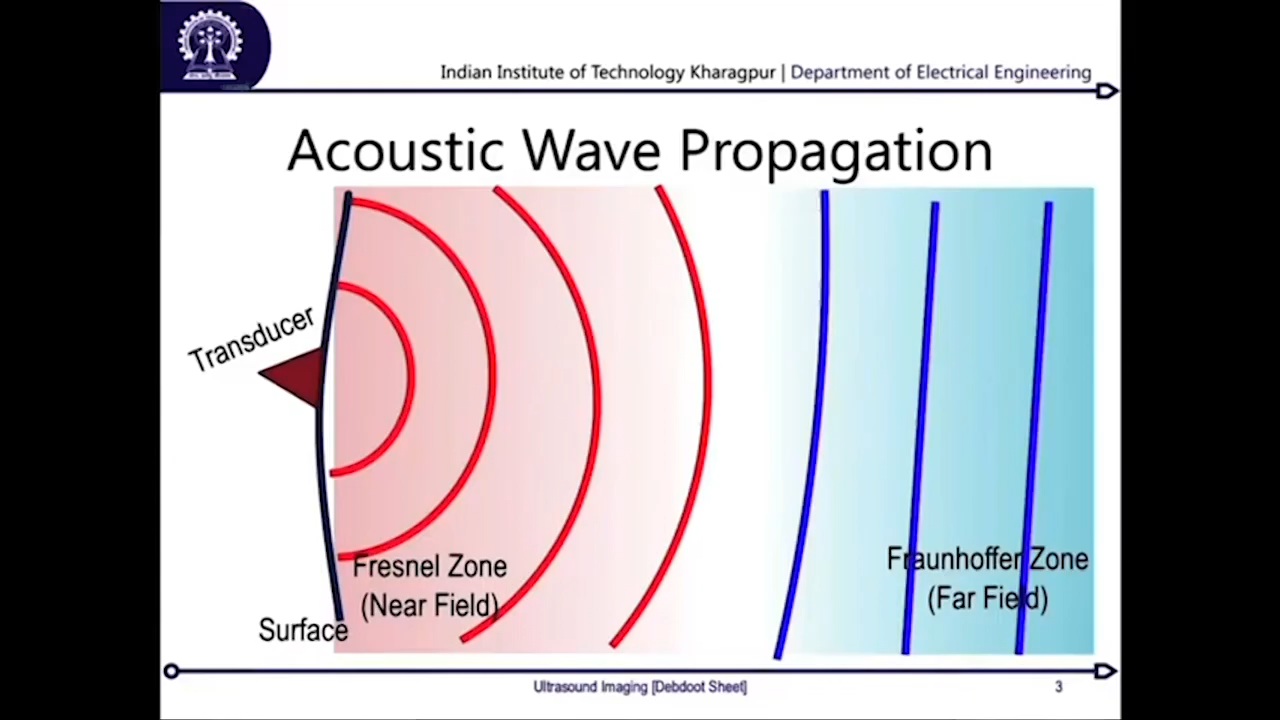 Indian Institute of Technology Kharagpur | Department of Electrical Engineering
Acoustic Wave Propagation
Transducer
Fresnel Zone
(Near Field)
Surface
Fraunhoffer Zone
(Far Field)
Ultrasound Imaging [Debdoot Sheet]
3